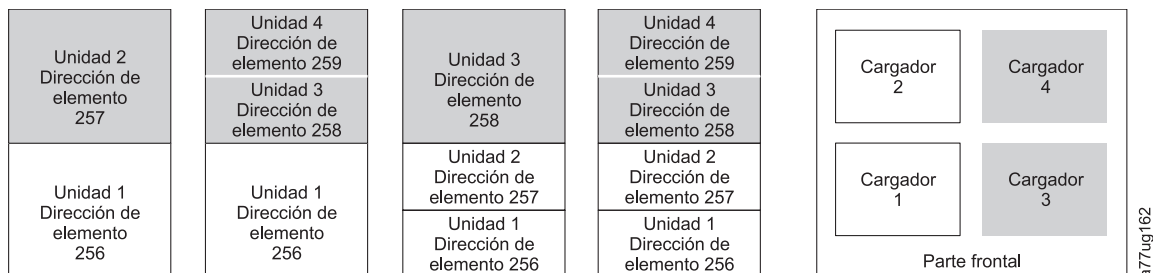 Unidad 2
Dirección de
elemento
257
Unidad 1
Dirección de
elemento
256
Unidad 4
Dirección de
elemento 259
Unidad 3
Dirección de
elemento 258
Unidad 1
Dirección de
elemento
256
Unidad 3
Dirección de
elemento
258
Unidad 2
Dirección de
elemento 257
Unidad 1
Dirección de
elemento 256
Unidad 4
Dirección de
elemento 259
Unidad 3
Dirección de
elemento 258
Unidad 2
Dirección de
elemento 257
Unidad 1
Dirección de
elemento 256
Cargador
2
Cargador
4
Cargador
1
Cargador
3
Parte frontal
a77ug162